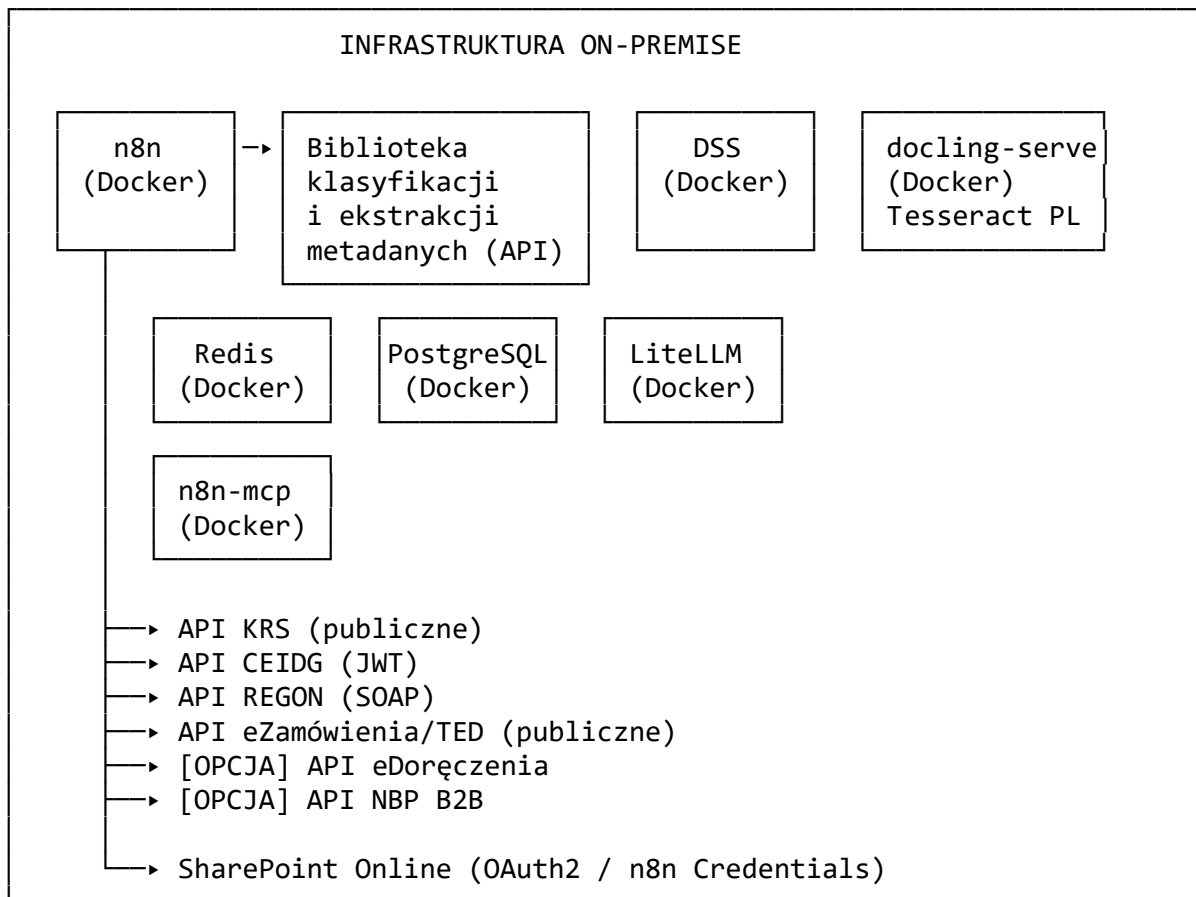 INFRASTRUKTURA ON-PREMISE
n8n
(Docker)
Biblioteka
klasyfikacji
i ekstrakcji
metadanych (API)
DSS
(Docker)
docling-serve
(Docker)
Tesseract PL
Redis
(Docker)
PostgreSQL
(Docker)
LiteLLM
(Docker)
n8n-mcp
(Docker)
API KRS (publiczne)
API CEIDG (JWT)
API REGON (SOAP)
API eZamówienia/TED (publiczne)
[OPCJA] API eDoręczenia
[OPCJA] API NBP B2B
SharePoint Online (OAuth2 / n8n Credentials)